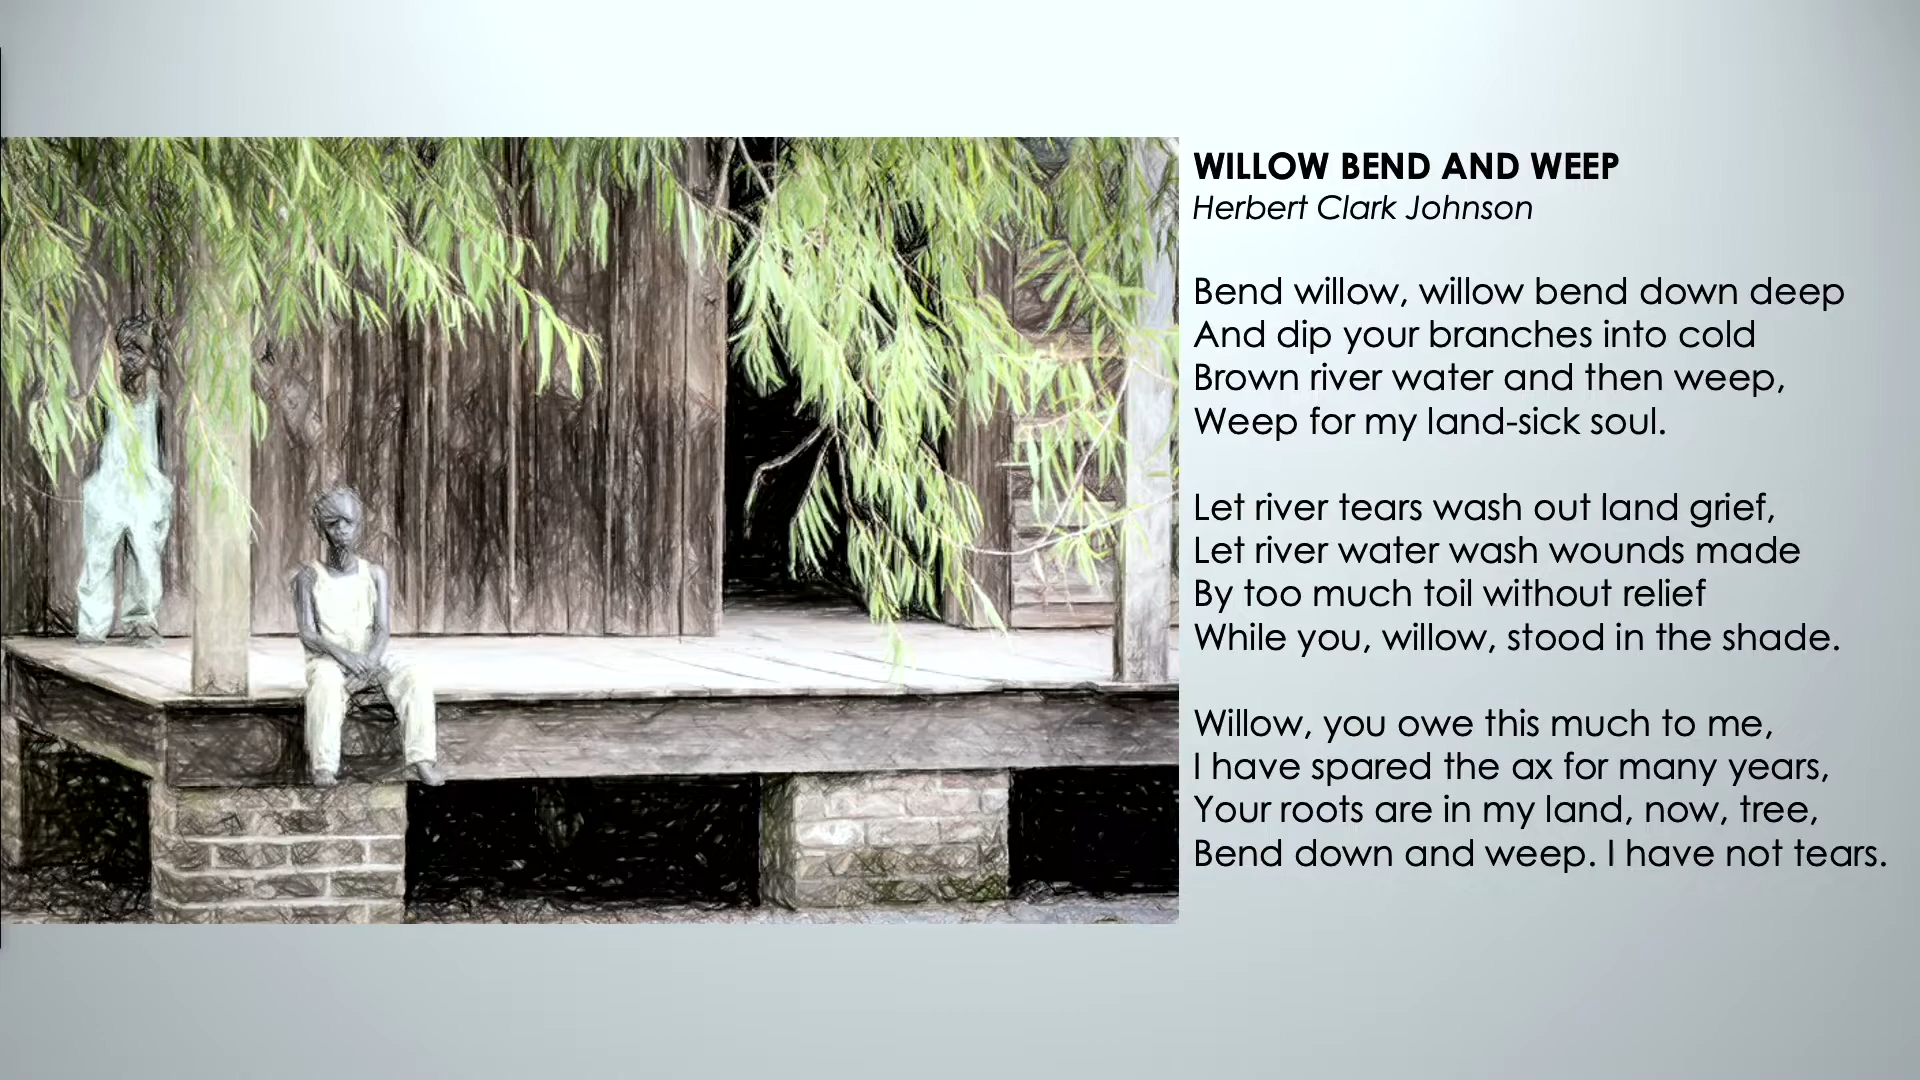 WILLOW BEND AND WEEP
Herbert Clark Johnson
Bend willow, willow bend down deep
And dip your branches into cold
Brown river water and then weep,
Weep for my land-sick soul.
Let river tears wash out land grief,
Let river water wash wounds made
By too much toil without relief
While you, willow, stood in the shade.
Willow, you owe this much to me,
I have spared the ax for many years,
Your roots are in my land, now, tree,
Bend down and weep. I have not tears.